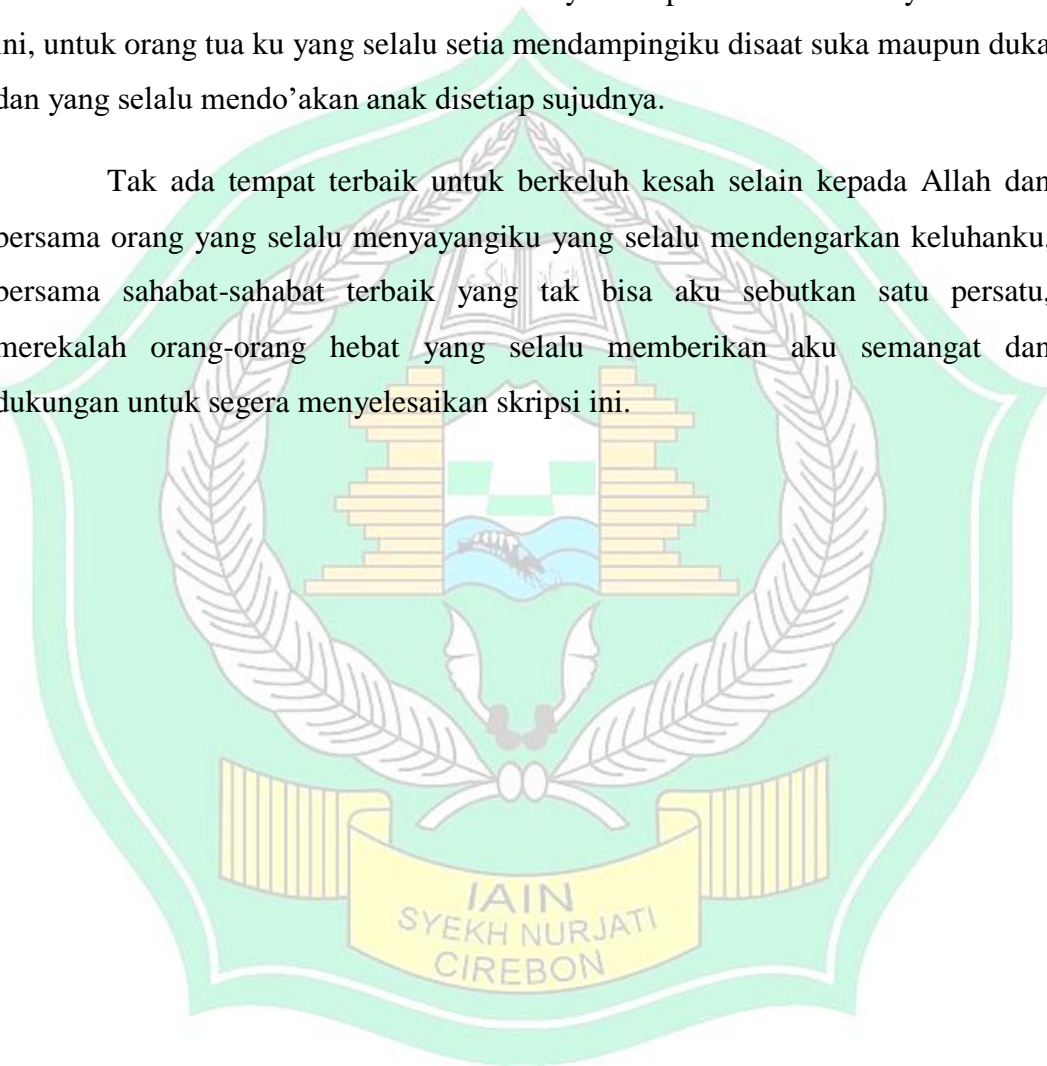 ini, untuk orang tua ku yang selalu setia mendampingiku disaat suka maupun duka
dan yang selalu mendo’akan anak disetiap sujudnya.
Tak ada tempat terbaik untuk berkeluh kesah selain kepada Allah dan
bersama orang yang selalu menyayangiku yang selalu mendengarkan keluhanku,
bersama sahabat-sahabat terbaik yang tak bisa aku sebutkan satu persatu,
merekalah orang-orang hebat yang selalu memberikan aku semangat dan
dukungan untuk segera menyelesaikan skripsi ini.
IAIN
SYEKH NURJATI
CIREBON